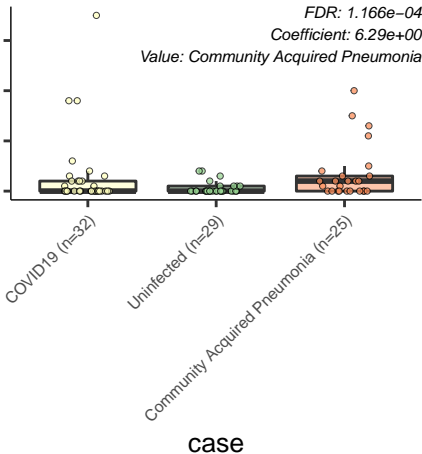 FDR: 1.166e−04
Coefficient: 6.29e+00
Value: Community Acquired Pneumonia
COVID19 (n=32)
Uninfected (n=29)
Community Acquired Pneumonia (n=25)
case